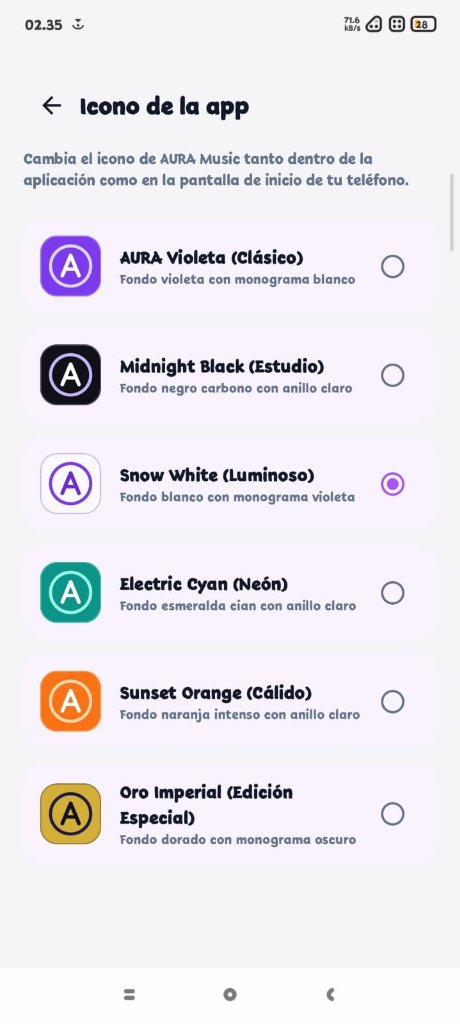 02.35
71.6
kB/s
28
Icono de la app
Cambia el icono de AURA Music tanto dentro de la
aplicación como en la pantalla de inicio de tu teléfono.
A
AURA Violeta (Clásico)
Fondo violeta con monograma blanco
A
Midnight Black (Estudio)
Fondo negro carbono con anillo claro
A
Snow White (Luminoso)
Fondo blanco con monograma violeta
A
Electric Cyan (Neón)
Fondo esmeralda cian con anillo claro
A
Sunset Orange (Cálido)
Fondo naranja intenso con anillo claro
A
Oro Imperial (Edición
Especial)
Fondo dorado con monograma oscuro